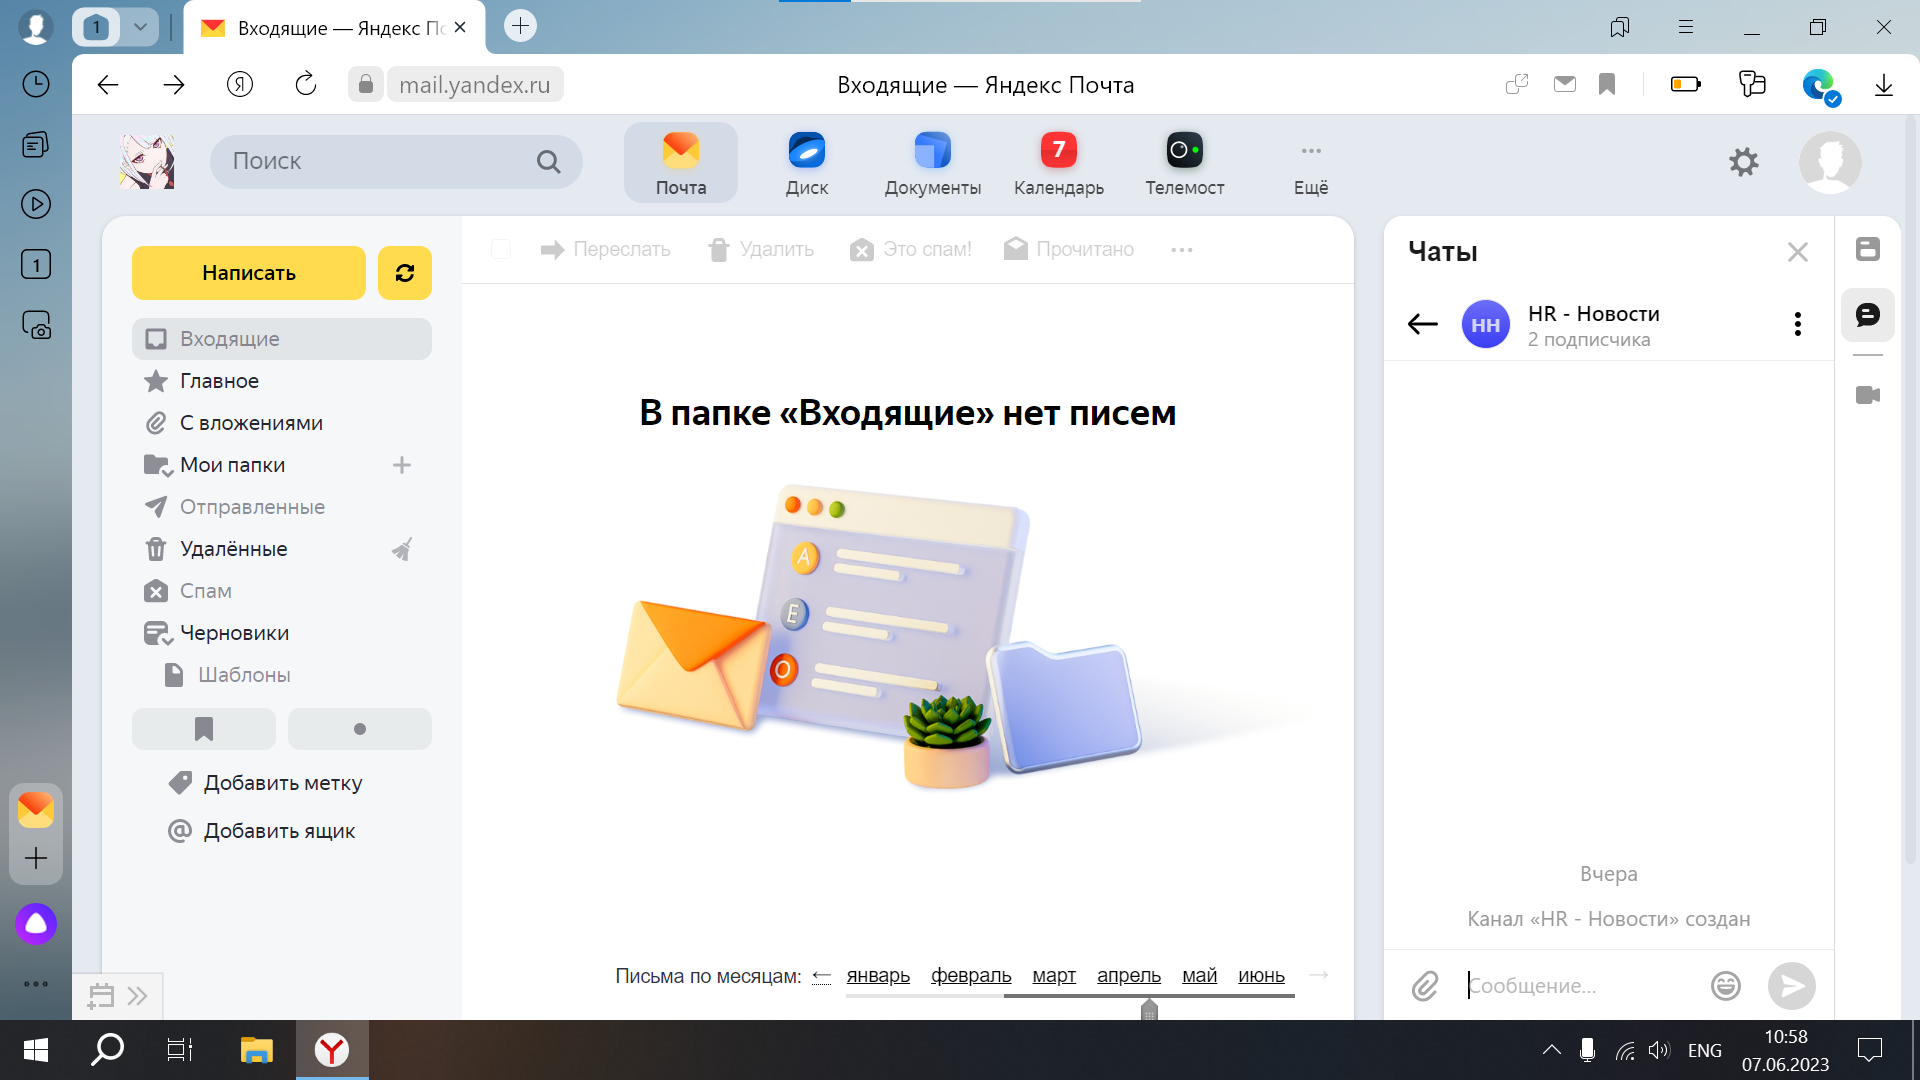 1
Входящие — Яндекс По
mail.yandex.ru
Входящие — Яндекс Почта
1
Поиск
Почта
Диск
Документы
7
Календарь
Телемост
Ещё
Написать
Входящие
Главное
С вложениями
Мои папки
Отправленные
Удалённые
Спам
Черновики
Шаблоны
Добавить метку
Добавить ящик
Переслать
Удалить
Это спам!
Прочитано
В папке «Входящие» нет писем
A
E
O
Письма по месяцам: январь февраль март апрель май июнь
Чаты
НН
HR - Новости
2 подписчика
Вчера
Канал «HR - Новости» создан
Сообщение...
ENG
10:58
07.06.2023